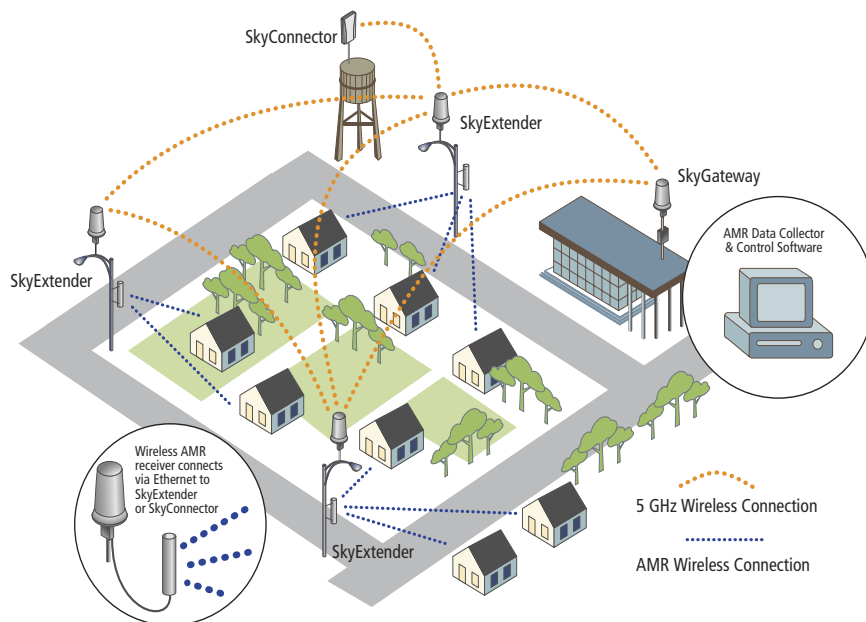 SkyConnector
SkyExtender
SkyGateway
AMR Data Collector
& Control Software
SkyExtender
Wireless AMR
receiver connects
via Ethernet to
SkyExtender
or SkyConnector
SkyExtender
5 GHz Wireless Connection
AMR Wireless Connection